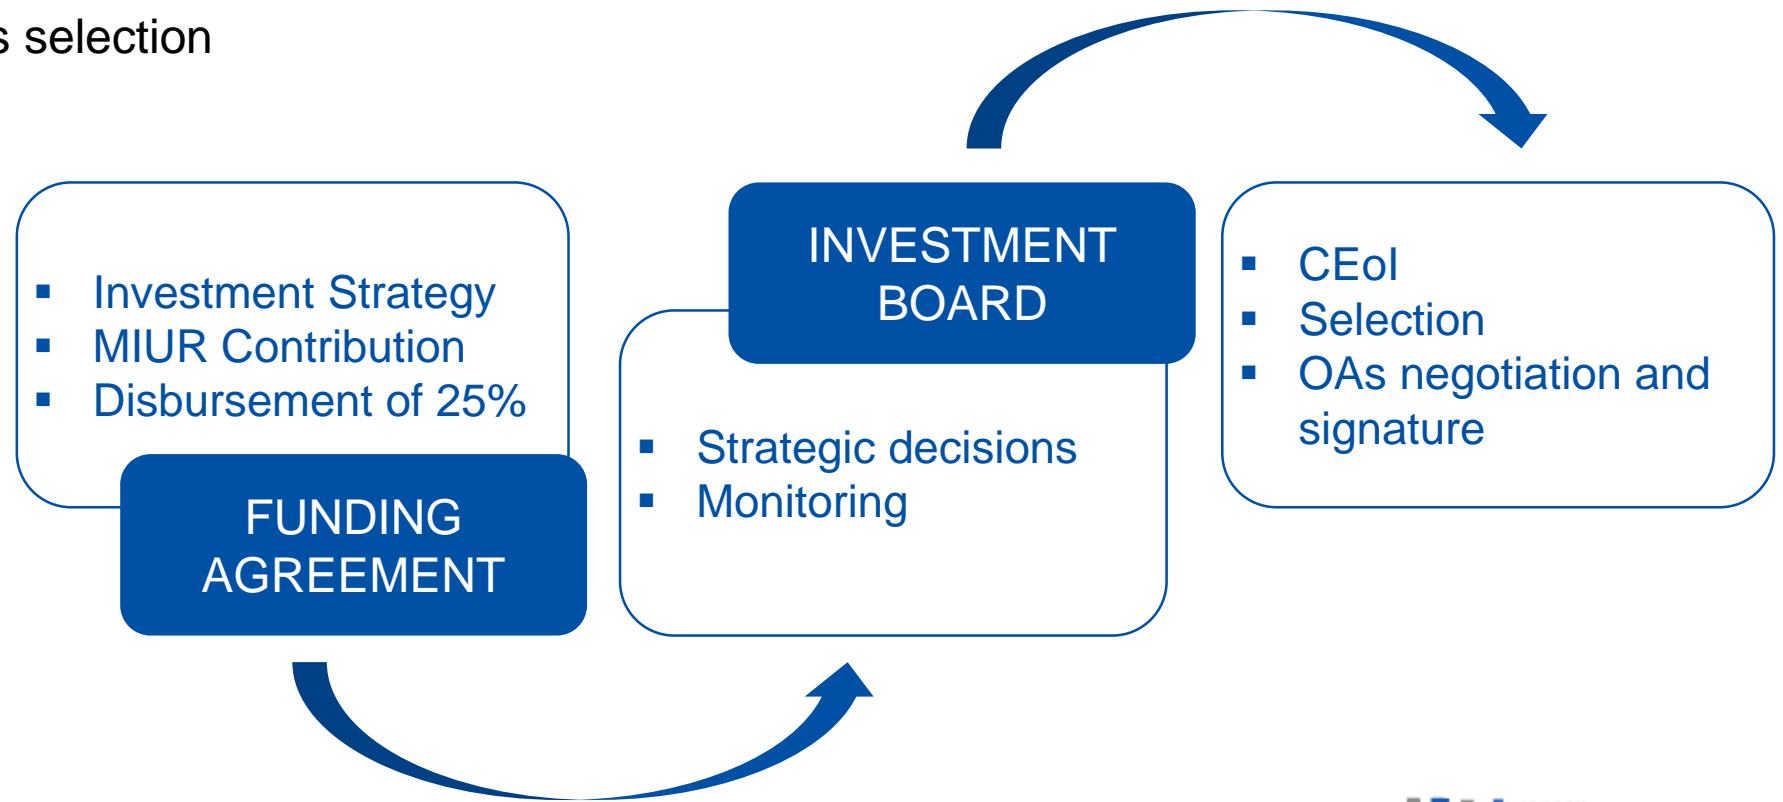 s selection
▪ Investment Strategy
▪ MIUR Contribution
▪ Disbursement of 25%
FUNDING
AGREEMENT
INVESTMENT
BOARD
▪ Strategic decisions
▪ Monitoring
▪ CEoI
▪ Selection
▪ OAs negotiation and
signature